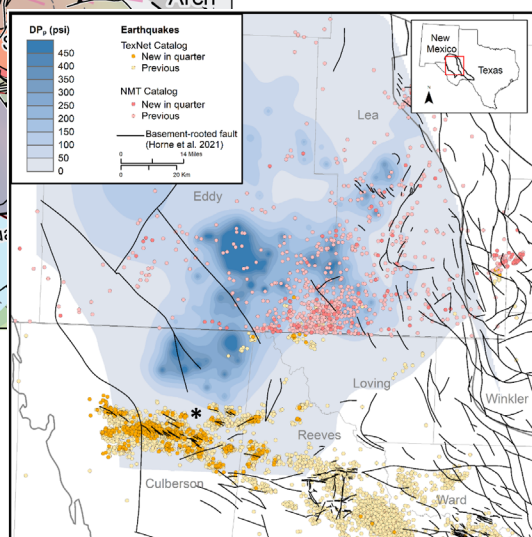 Arch
DPp (psi)
450
400
350
300
250
200
150
100
50
0
Earthquakes
TexNet Catalog
New in quarter
Previous
NMT Catalog
New in quarter
Previous
Basement-rooted fault
(Horne et al. 2021)
0 14 Miles
0 20 Km
New
Mexico
Texas
Lea
Eddy
Loving
Winkler
*
Reeves
Culberson
Ward